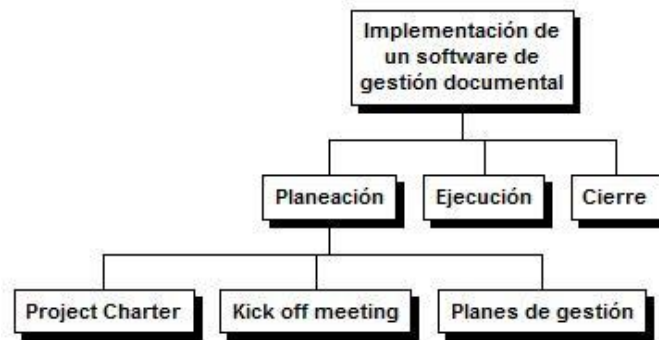 Implementación de
un software de
gestión documental
Planeación
Ejecución
Cierre
Project Charter
Kick off meeting
Planes de gestión